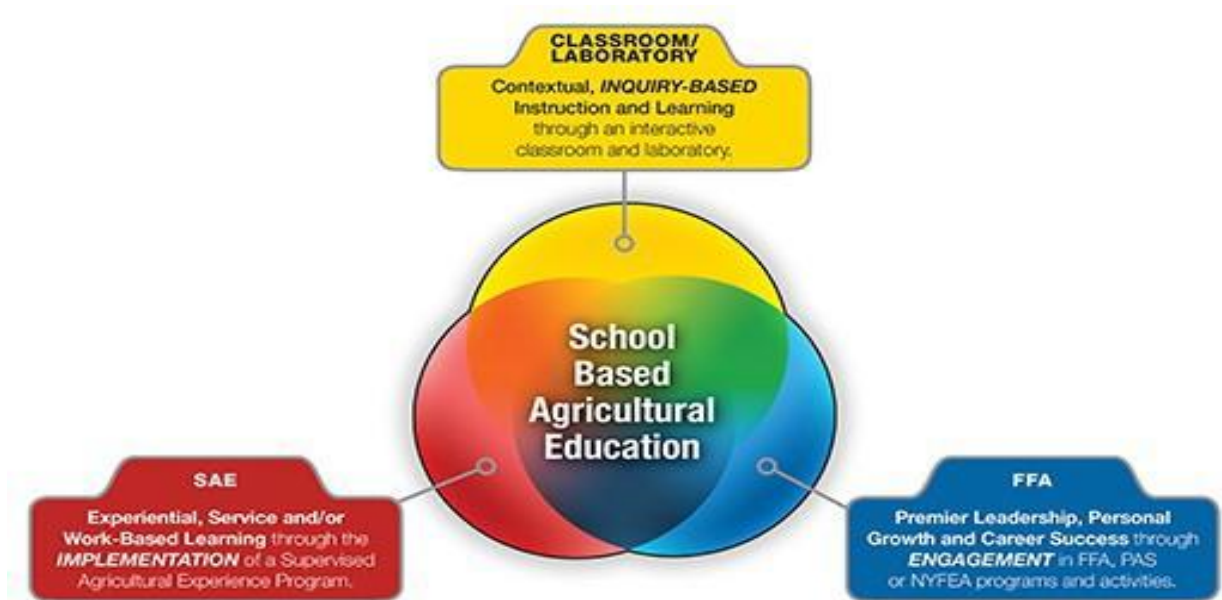 CLASSROOM/
LABORATORY
Contextual, INQUIRY-BASED
Instruction and Learning
through an interactive
classroom and laboratory.
School
Based
Agricultural
Education
SAE
Experiential, Service and/or
Work-Based Learning through the
IMPLEMENTATION of a Supervised
Agricultural Experience Program.
FFA
Premier Leadership, Personal
Growth and Career Success through
ENGAGEMENT in FFA, PAS
or NYFEA programs and activities.